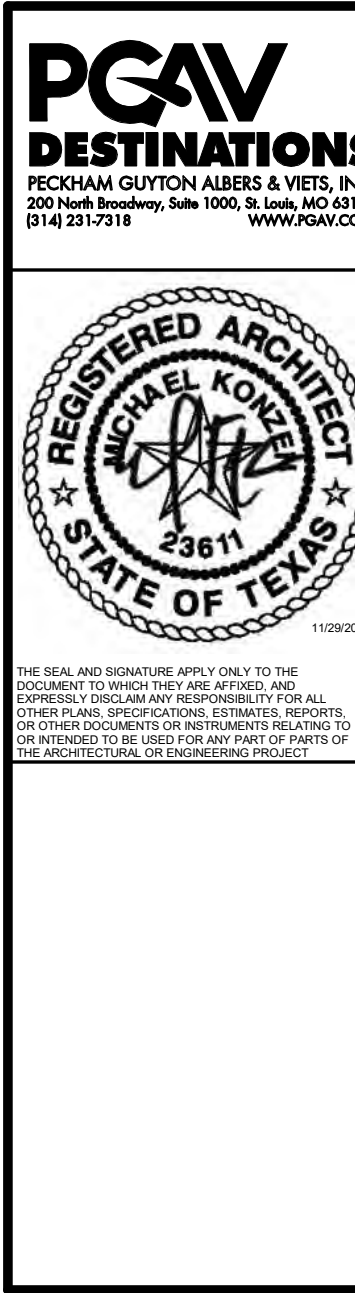 PGAV
DESTINATIONS
PECKHAM GUYTON ALBERS & VIETS, IN
200 North Broadway, Suite 1000, St. Louis, MO 631
(314) 231-7318 WWW.PGAV.CO
REGISTERED ARCHITECT
MICHAEL KONZEN
23611
STATE OF TEXAS
11/29/20
THE SEAL AND SIGNATURE APPLY ONLY TO THE
DOCUMENT TO WHICH THEY ARE AFFIXED, AND
EXPRESSLY DISCLAIM ANY RESPONSIBILITY FOR ALL
OTHER PLANS, SPECIFICATIONS, ESTIMATES, REPORTS,
OR OTHER DOCUMENTS OR INSTRUMENTS RELATING TO
OR INTENDED TO BE USED FOR ANY PART OF PARTS OF
THE ARCHITECTURAL OR ENGINEERING PROJECT